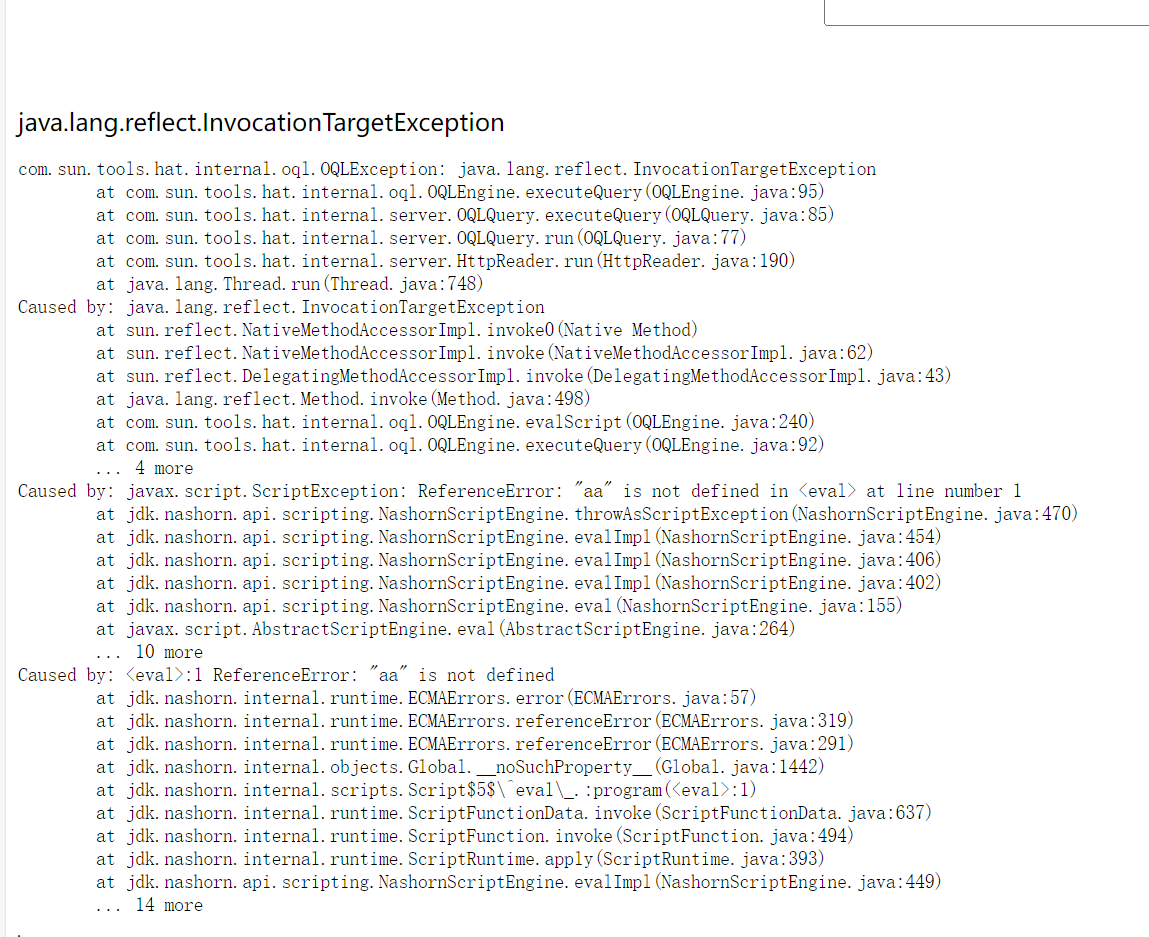 java.lang.reflect.InvocationTargetException
com.sun.tools.hat.internal.oql.OQLException: java.lang.reflect.InvocationTargetException
at com.sun.tools.hat.internal.oql.OQLEngine.executeQuery(OQLEngine.java:95)
at com.sun.tools.hat.internal.server.OQLQuery.executeQuery(OQLQuery.java:85)
at com.sun.tools.hat.internal.server.OQLQuery.run(OQLQuery.java:77)
at com.sun.tools.hat.internal.server.HttpReader.run(HttpReader.java:190)
at java.lang.Thread.run(Thread.java:748)
Caused by: java.lang.reflect.InvocationTargetException
at sun.reflect.NativeMethodAccessorImpl.invoke0(Native Method)
at sun.reflect.NativeMethodAccessorImpl.invoke(NativeMethodAccessorImpl.java:62)
at sun.reflect.DelegatingMethodAccessorImpl.invoke(DelegatingMethodAccessorImpl.java:43)
at java.lang.reflect.Method.invoke(Method.java:498)
at com.sun.tools.hat.internal.oql.OQLEngine.evalScript(OQLEngine.java:240)
at com.sun.tools.hat.internal.oql.OQLEngine.executeQuery(OQLEngine.java:92)
... 4 more
Caused by: javax.script.ScriptException: ReferenceError: "aa" is not defined in <eval> at line number 1
at jdk.nashorn.api.scripting.NashornScriptEngine.throwAsScriptException(NashornScriptEngine.java:470)
at jdk.nashorn.api.scripting.NashornScriptEngine.evalImpl(NashornScriptEngine.java:454)
at jdk.nashorn.api.scripting.NashornScriptEngine.evalImpl(NashornScriptEngine.java:406)
at jdk.nashorn.api.scripting.NashornScriptEngine.evalImpl(NashornScriptEngine.java:402)
at jdk.nashorn.api.scripting.NashornScriptEngine.eval(NashornScriptEngine.java:155)
at javax.script.AbstractScriptEngine.eval(AbstractScriptEngine.java:264)
... 10 more
Caused by: <eval>:1 ReferenceError: "aa" is not defined
at jdk.nashorn.internal.runtime.ECMAErrors.error(ECMAErrors.java:57)
at jdk.nashorn.internal.runtime.ECMAErrors.referenceError(ECMAErrors.java:319)
at jdk.nashorn.internal.runtime.ECMAErrors.referenceError(ECMAErrors.java:291)
at jdk.nashorn.internal.objects.Global.__noSuchProperty__(Global.java:1442)
at jdk.nashorn.internal.scripts.Script$5$\^eval\_.:program(<eval>:1)
at jdk.nashorn.internal.runtime.ScriptFunctionData.invoke(ScriptFunctionData.java:637)
at jdk.nashorn.internal.runtime.ScriptFunction.invoke(ScriptFunction.java:494)
at jdk.nashorn.internal.runtime.ScriptRuntime.apply(ScriptRuntime.java:393)
at jdk.nashorn.api.scripting.NashornScriptEngine.evalImpl(NashornScriptEngine.java:449)
... 14 more